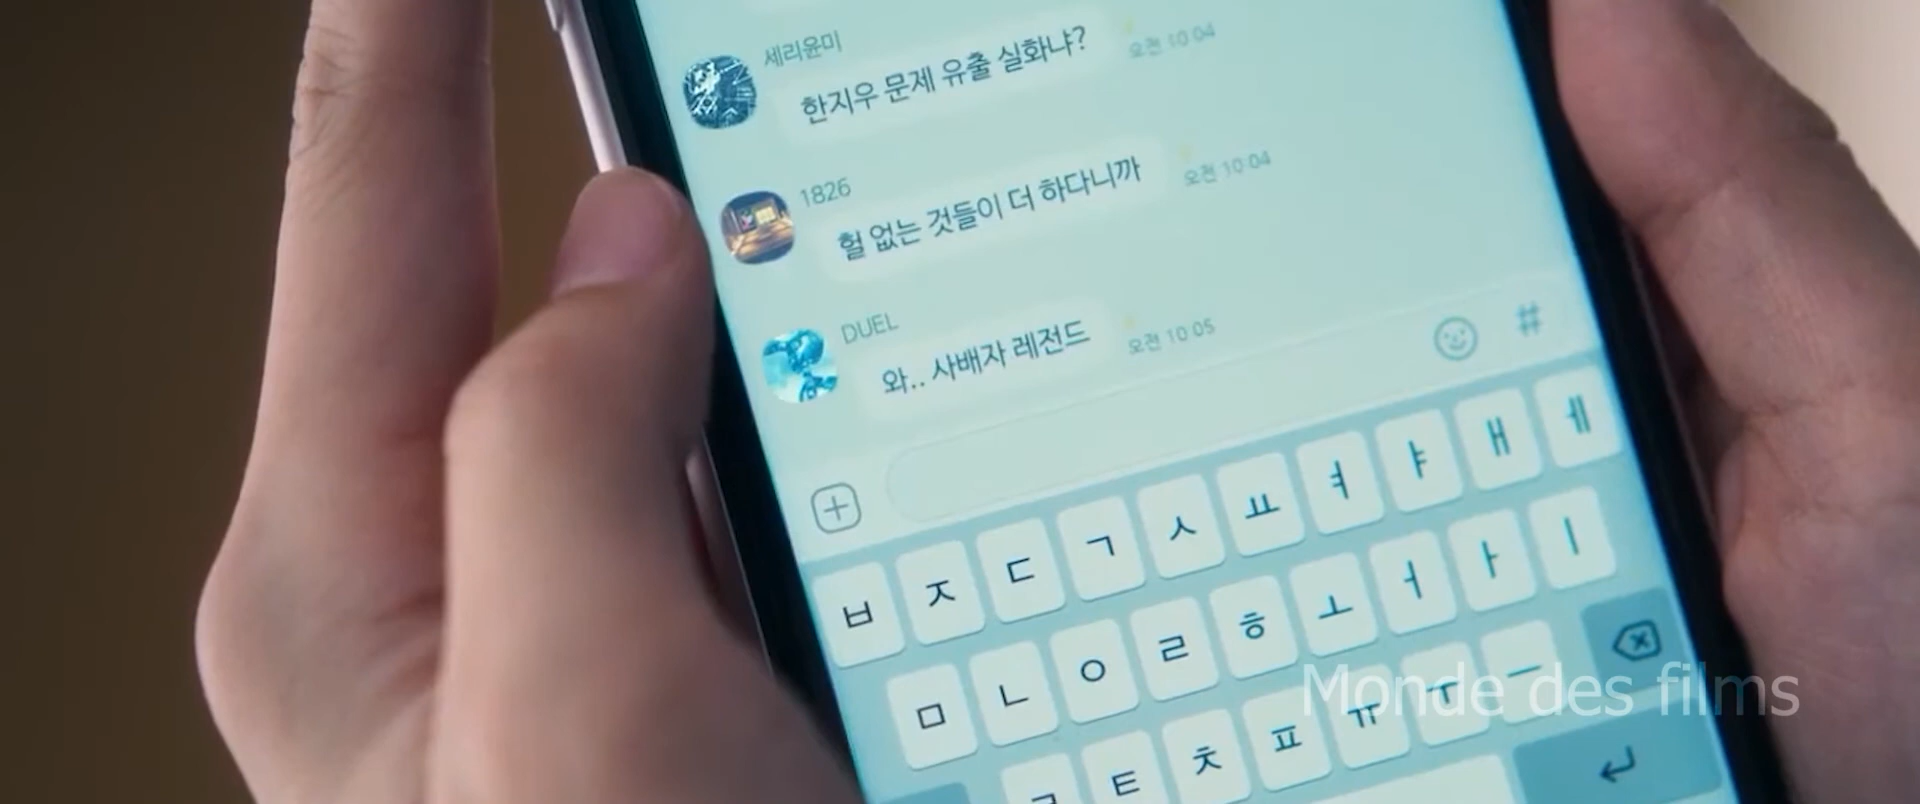 세리윤미
한지우 문제 유출 실화냐?
오전 10:04
1826
헐 없는 것들이 더 하다니까
오전 10:04
DUEL
와.. 사배자 레전드
오전 10:05
#
ㅂ ㅈ ㄷ ㄱ ㅅ ㅛ ㅕ ㅑ ㅐ ㅔ
ㅁ ㄴ ㅇ ㄹ ㅎ ㅗ ㅓ ㅏ ㅣ
ㅋ ㅌ ㅊ ㅍ ㅠ ㅜ ㅡ
Monde des films